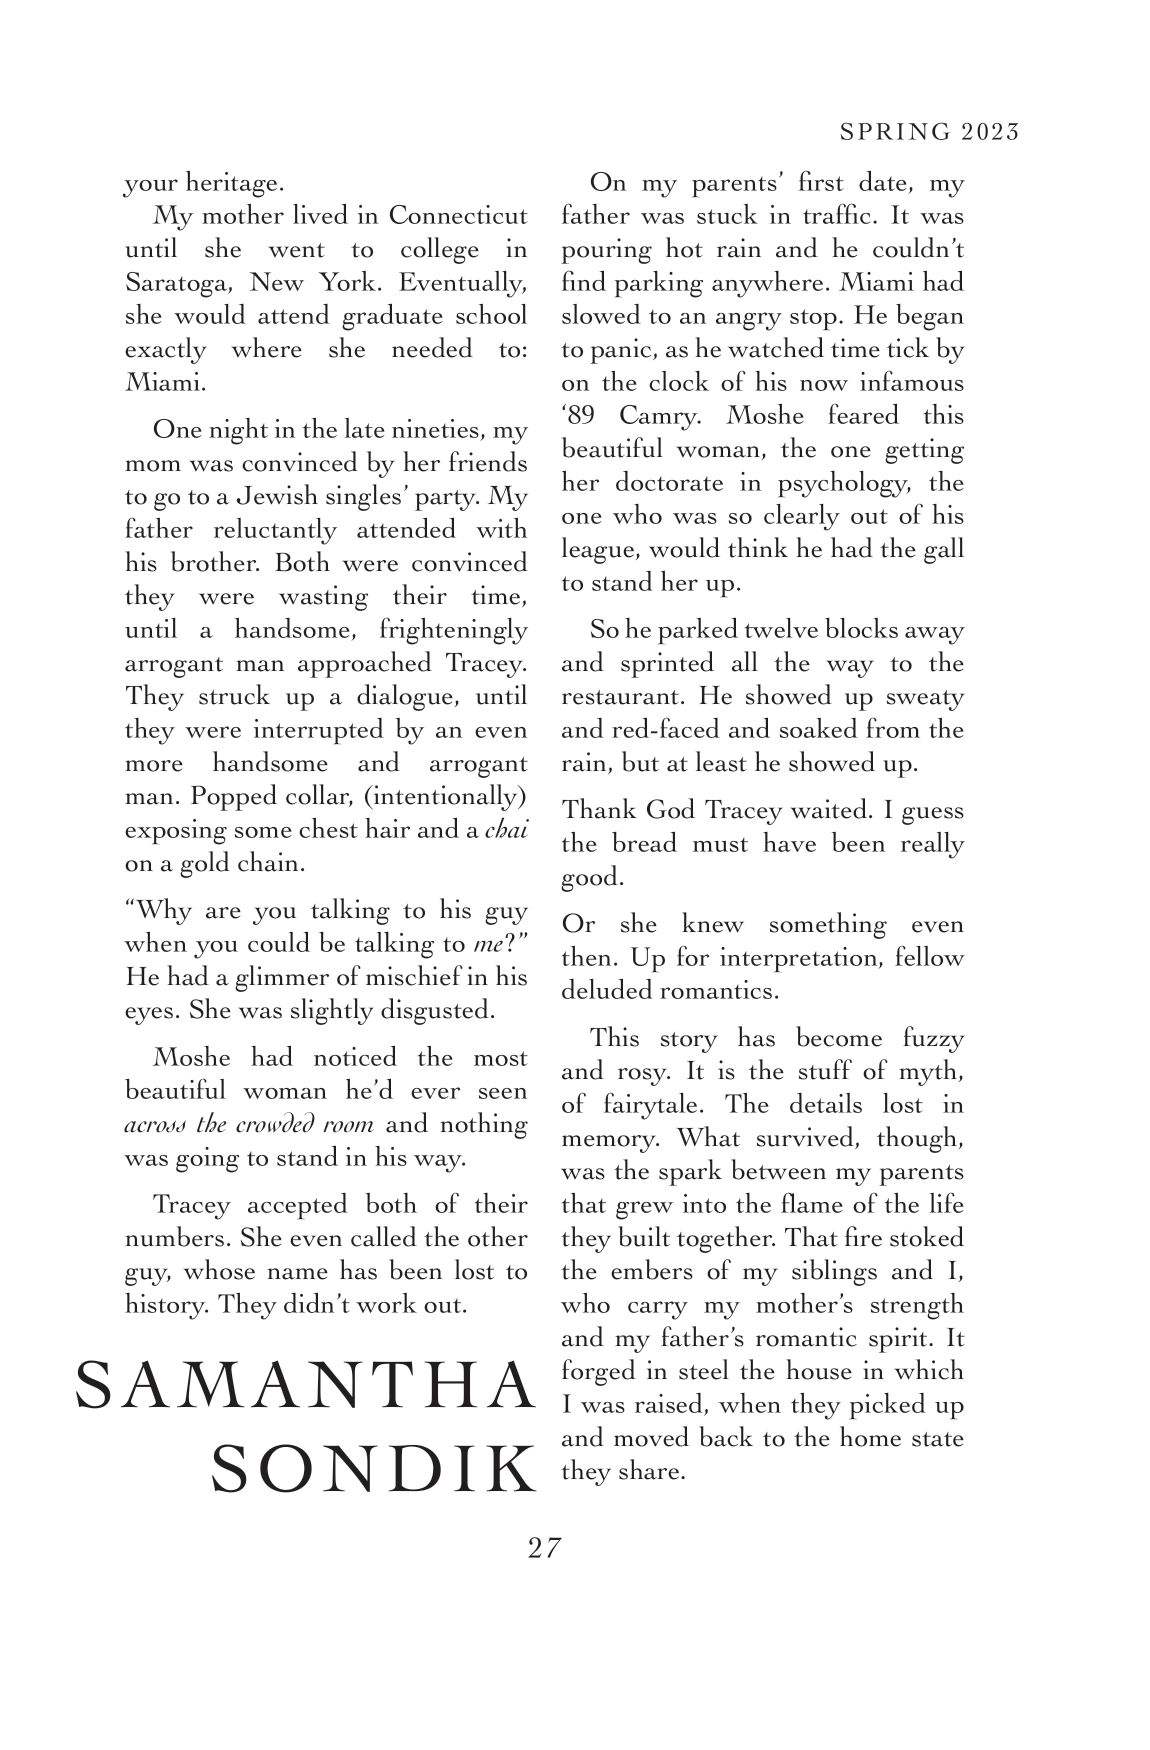 SPRING 2023
your heritage.
My mother lived in Connecticut
until she went to college in
Saratoga, New York. Eventually,
she would attend graduate school
exactly where she needed to:
Miami.
One night in the late nineties, my
mom was convinced by her friends
to go to a Jewish singles’ party. My
father reluctantly attended with
his brother. Both were convinced
they were wasting their time,
until a handsome, frighteningly
arrogant man approached Tracey.
They struck up a dialogue, until
they were interrupted by an even
more handsome and arrogant
man. Popped collar, (intentionally)
exposing some chest hair and a chai
on a gold chain.
“Why are you talking to his guy
when you could be talking to me?”
He had a glimmer of mischief in his
eyes. She was slightly disgusted.
Moshe had noticed the most
beautiful woman he’d ever seen
across the crowded room and nothing
was going to stand in his way.
Tracey accepted both of their
numbers. She even called the other
guy, whose name has been lost to
history. They didn’t work out.
SAMANTHA
SONDIK
On my parents’ first date, my
father was stuck in traffic. It was
pouring hot rain and he couldn’t
find parking anywhere. Miami had
slowed to an angry stop. He began
to panic, as he watched time tick by
on the clock of his now infamous
‘89 Camry. Moshe feared this
beautiful woman, the one getting
her doctorate in psychology, the
one who was so clearly out of his
league, would think he had the gall
to stand her up.
So he parked twelve blocks away
and sprinted all the way to the
restaurant. He showed up sweaty
and red-faced and soaked from the
rain, but at least he showed up.
Thank God Tracey waited. I guess
the bread must have been really
good.
Or she knew something even
then. Up for interpretation, fellow
deluded romantics.
This story has become fuzzy
and rosy. It is the stuff of myth,
of fairytale. The details lost in
memory. What survived, though,
was the spark between my parents
that grew into the flame of the life
they built together. That fire stoked
the embers of my siblings and I,
who carry my mother’s strength
and my father’s romantic spirit. It
forged in steel the house in which
I was raised, when they picked up
and moved back to the home state
they share.
27